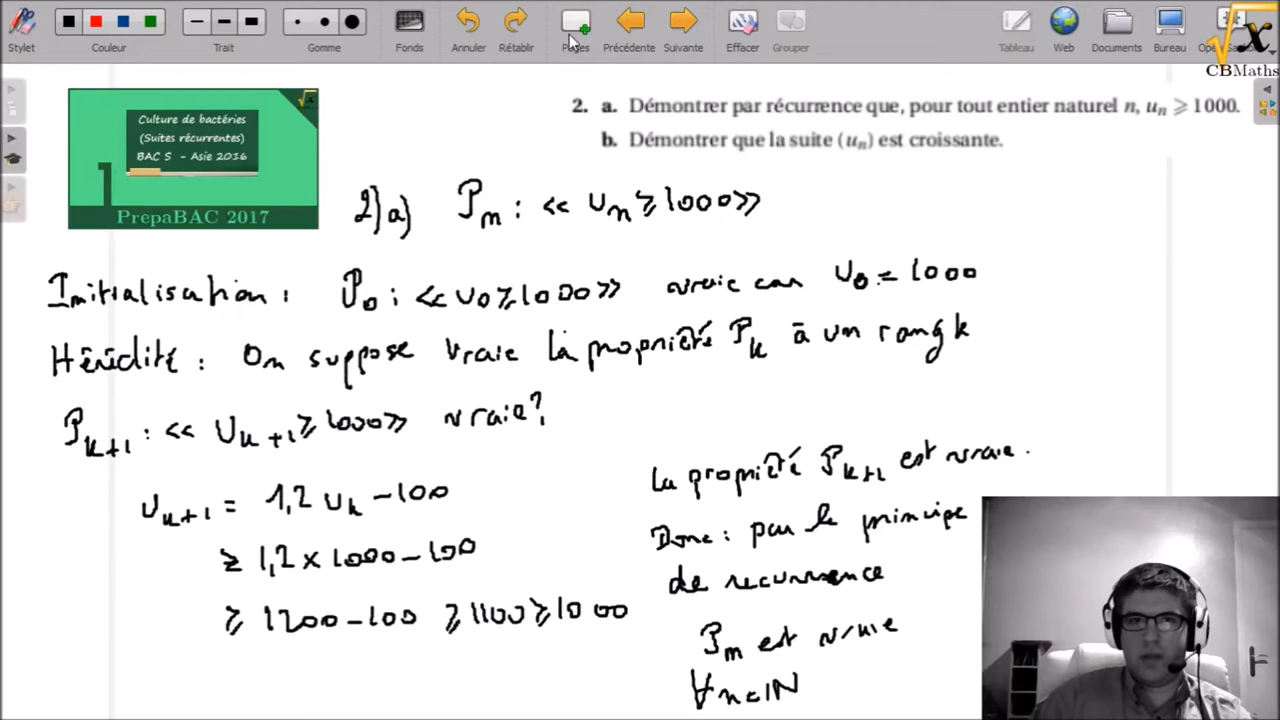 Stylet
Couleur
Trait
Gomme
Fonds
Annuler
Rétablir
Pages
Précédente
Suivante
Effacer
Grouper
Tableau
Web
Documents
Bureau
CBMaths
Culture de bactéries
(Suites récurrentes)
BAC S - Asie 2016
1
PrepaBAC 2017
2. a. Démontrer par récurrence que, pour tout entier naturel n, uₙ ⩾ 1000.
b. Démontrer que la suite (uₙ) est croissante.
2)a) Pₙ : << Uₙ ⩾ 1000 >>
Initialisation : P₀ : << U₀ ⩾ 1000 >> vraie car U₀ = 1000
Hérédité : On suppose vraie la propriété Pₖ à un rang k
Pₖ₊₁ : << Uₖ₊₁ ⩾ 1000 >> vraie ?
Uₖ₊₁ = 1,2 Uₖ - 100
⩾ 1,2 × 1000 - 100
⩾ 1200 - 100 ⩾ 1100 ⩾ 1000
La propriété Pₖ₊₁ est vraie.
Donc : par le principe
de recurrence
Pₙ est vraie
∀n∈ℕ